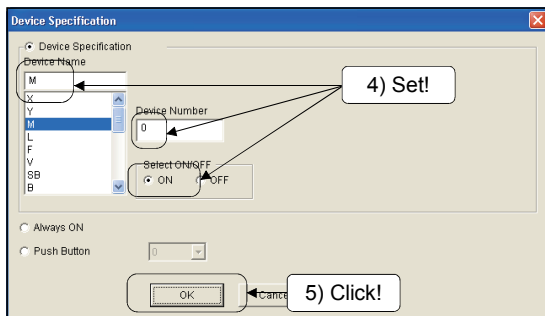 Device Specification
Device Specification
Device Name
M
4) Set!
X
Y
M
L
F
V
SB
B
Device Number
0
Select ON/OFF
ON OFF
Always ON
Push Button 0
OK
5) Click!